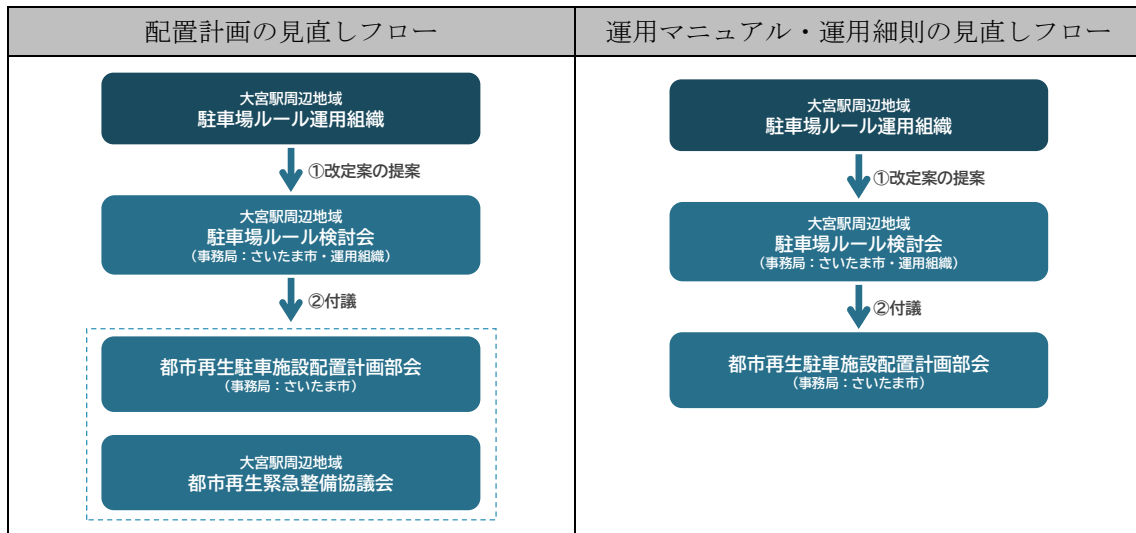 配置計画の見直しフロー
大宮駅周辺地域
駐車場ルール運用組織
①改定案の提案
大宮駅周辺地域
駐車場ルール検討会
（事務局：さいたま市・運用組織）
②付議
都市再生駐車施設配置計画部会
（事務局：さいたま市）
大宮駅周辺地域
都市再生緊急整備協議会
運用マニュアル・運用細則の見直しフロー
大宮駅周辺地域
駐車場ルール運用組織
①改定案の提案
大宮駅周辺地域
駐車場ルール検討会
（事務局：さいたま市・運用組織）
②付議
都市再生駐車施設配置計画部会
（事務局：さいたま市）